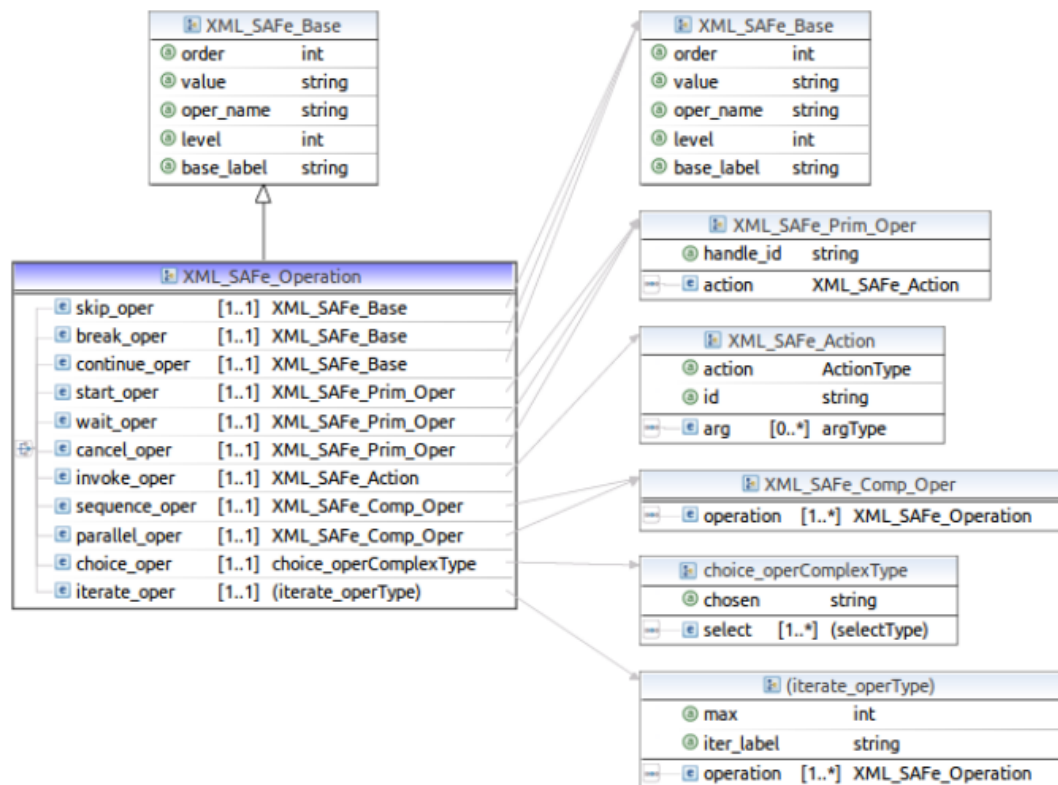 XML_SAFe_Base
order int
value string
oper_name string
level int
base_label string
XML_SAFe_Operation
skip_oper [1..1] XML_SAFe_Base
break_oper [1..1] XML_SAFe_Base
continue_oper [1..1] XML_SAFe_Base
start_oper [1..1] XML_SAFe_Prim_Oper
wait_oper [1..1] XML_SAFe_Prim_Oper
cancel_oper [1..1] XML_SAFe_Prim_Oper
invoke_oper [1..1] XML_SAFe_Action
sequence_oper [1..1] XML_SAFe_Comp_Oper
parallel_oper [1..1] XML_SAFe_Comp_Oper
choice_oper [1..1] choice_operComplexType
iterate_oper [1..1] (iterate_operType)
XML_SAFe_Base
order int
value string
oper_name string
level int
base_label string
XML_SAFe_Prim_Oper
handle_id string
action XML_SAFe_Action
XML_SAFe_Action
action ActionType
id string
arg [0..*] argType
XML_SAFe_Comp_Oper
operation [1..*] XML_SAFe_Operation
choice_operComplexType
chosen string
select [1..*] (selectType)
(iterate_operType)
max int
iter_label string
operation [1..*] XML_SAFe_Operation